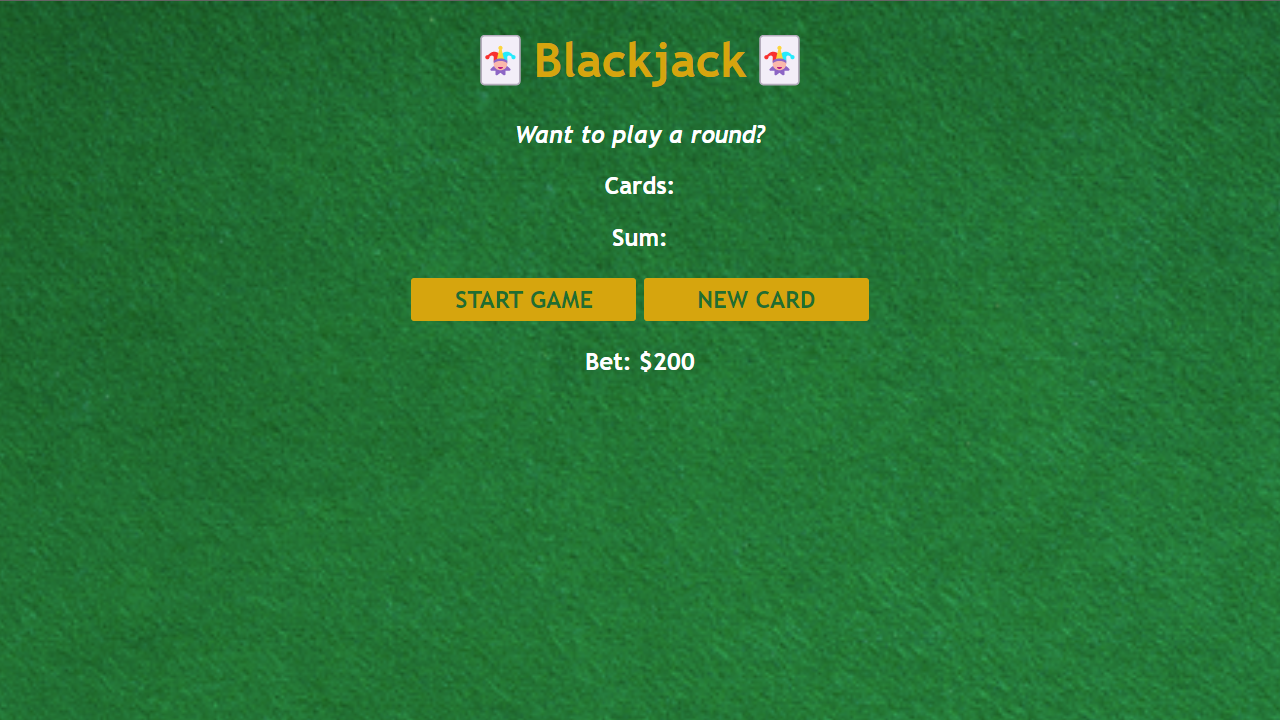 Blackjack
Want to play a round?
Cards:
Sum:
START GAME NEW CARD
Bet: $200